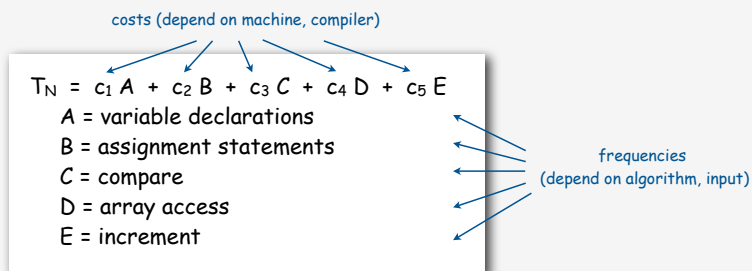 costs (depend on machine, compiler)
T_N = c₁ A + c₂ B + c₃ C + c₄ D + c₅ E
A = variable declarations
B = assignment statements
C = compare
D = array access
E = increment
frequencies
(depend on algorithm, input)